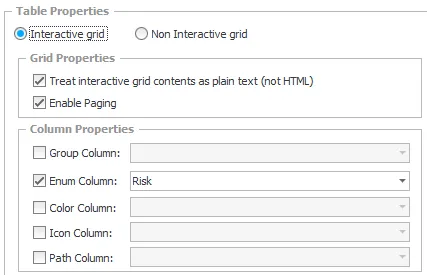 Table Properties
Interactive grid Non Interactive grid
Grid Properties
Treat interactive grid contents as plain text (not HTML)
Enable Paging
Column Properties
Group Column:
Enum Column: Risk
Color Column:
Icon Column:
Path Column: